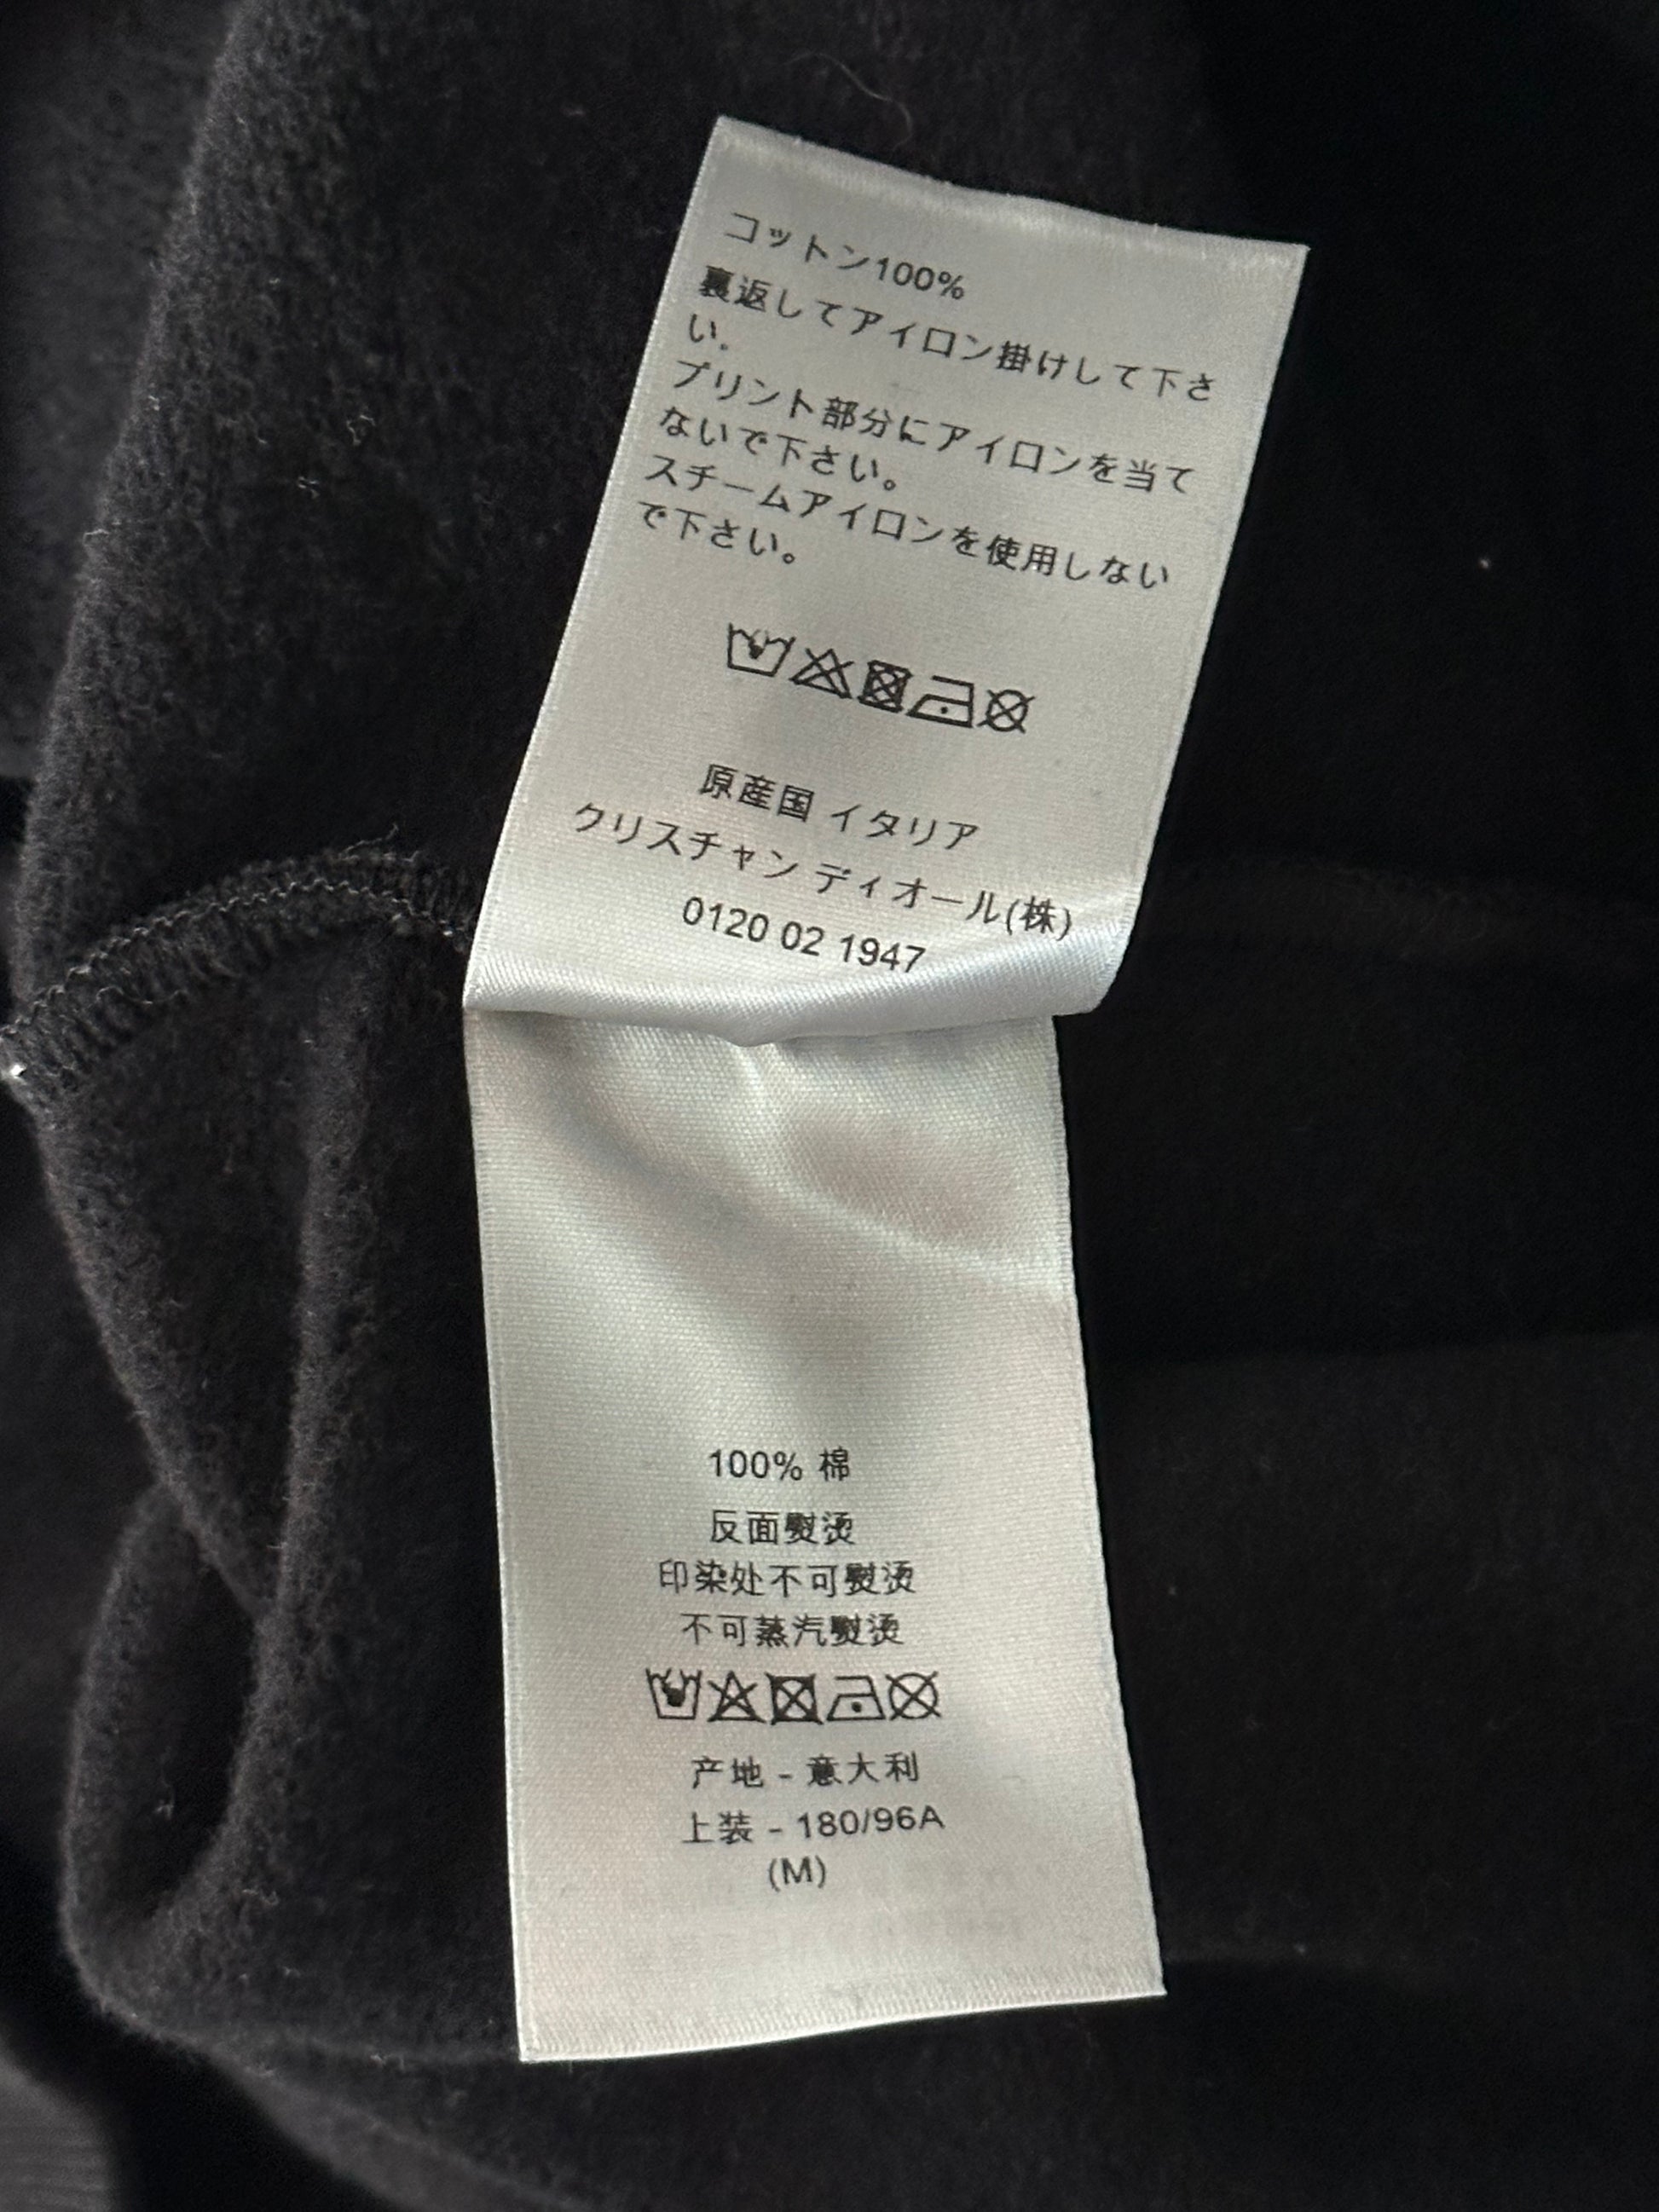 コットン100%
裏返してアイロン掛けして下さ
い。
プリント部分にアイロンを当て
ないで下さい。
スチームアイロンを使用しない
で下さい。
原産国 イタリア
クリスチャン ディオール(株)
0120 02 1947
100% 棉
反面熨烫
印染处不可熨烫
不可蒸汽熨烫
产地 - 意大利
上装 - 180/96A
(M)